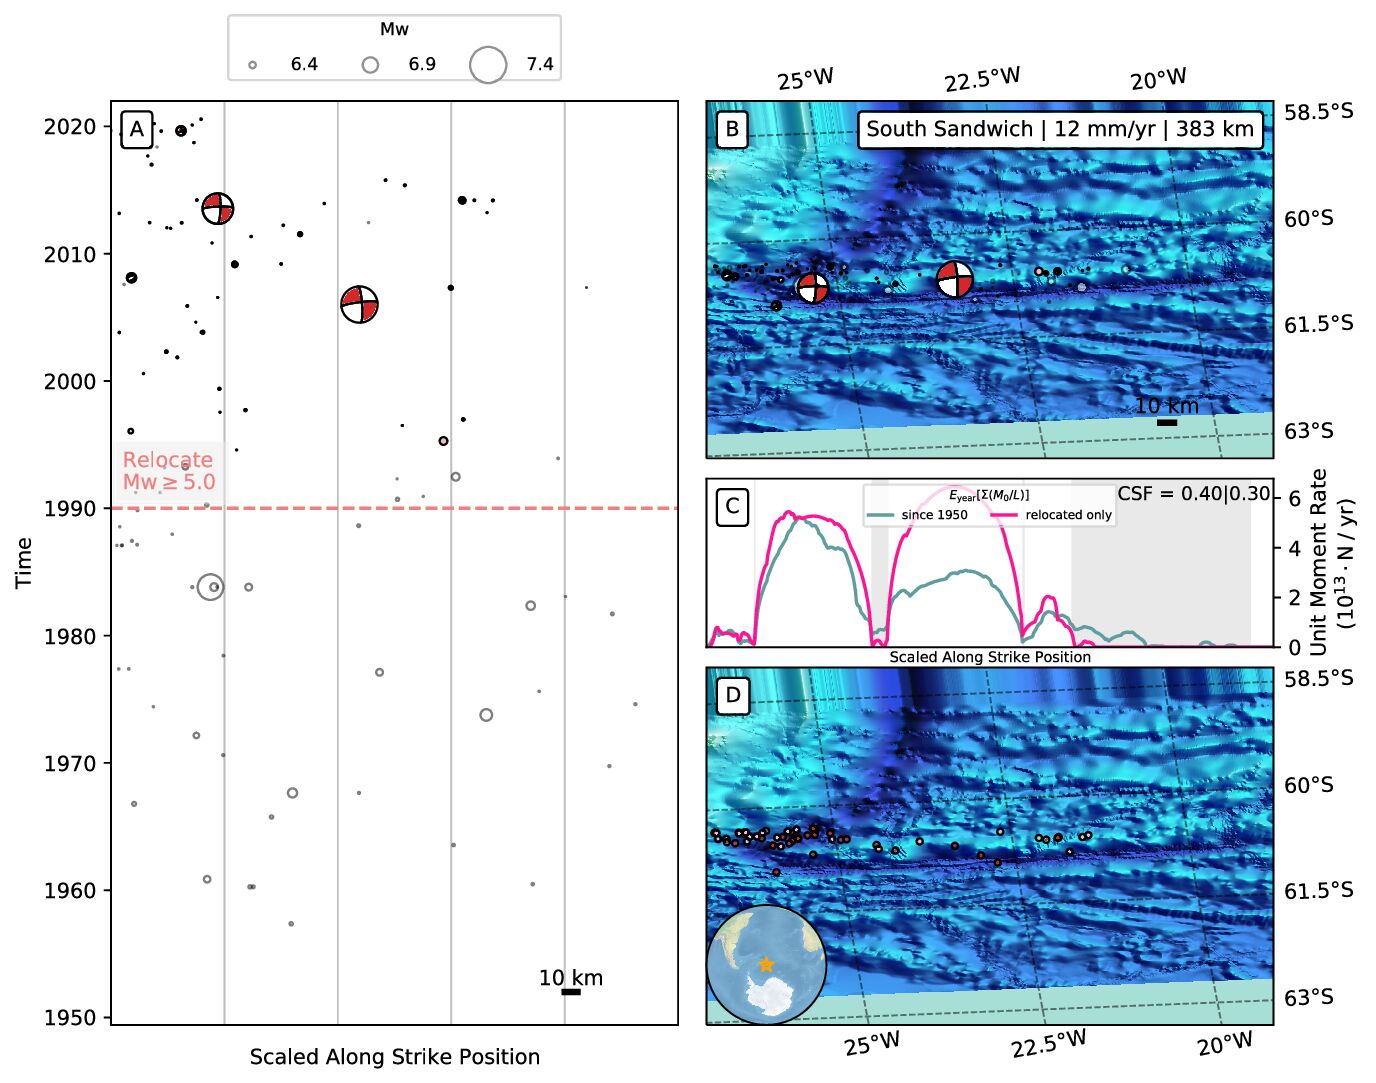 Mw
6.4
6.9
7.4
A
2020
2010
2000
1990
1980
1970
1960
1950
Time
Relocate
Mw ≥ 5.0
10 km
Scaled Along Strike Position
25°W
22.5°W
20°W
B
South Sandwich | 12 mm/yr | 383 km
58.5°S
60°S
61.5°S
63°S
10 km
C
E_year[Σ(M_0/L)]
since 1950
relocated only
CSF = 0.40|0.30
6
4
2
0
Unit Moment Rate
(10^13 · N / yr)
Scaled Along Strike Position
D
58.5°S
60°S
61.5°S
63°S
25°W
22.5°W
20°W